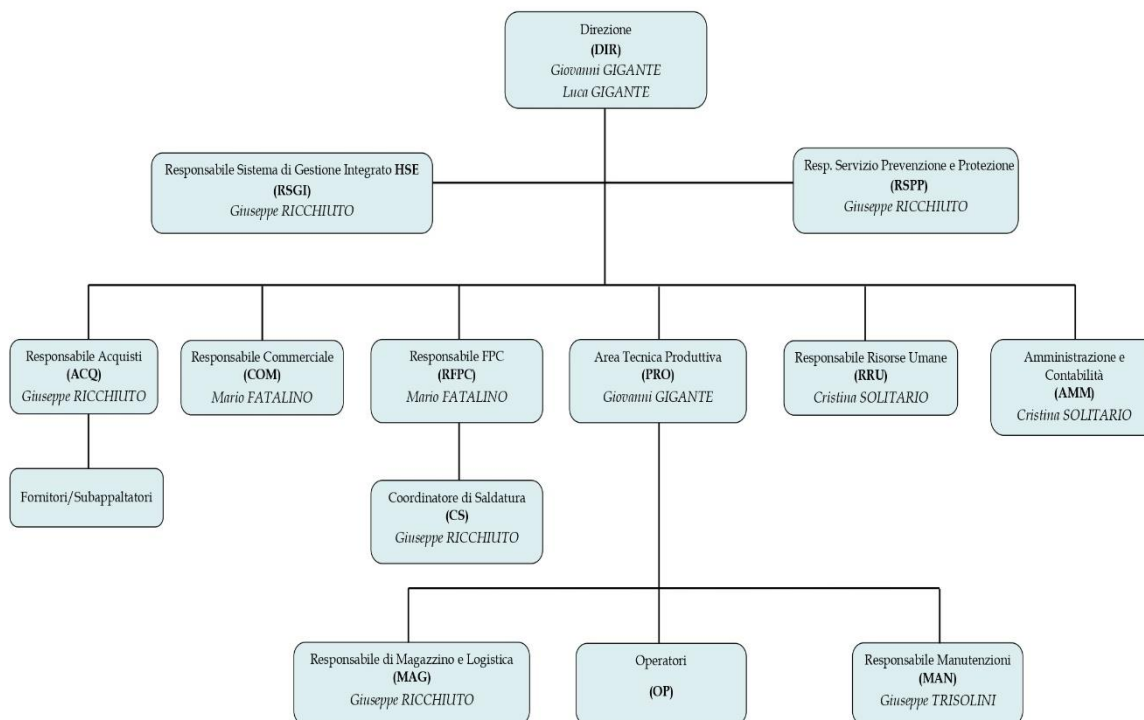 Direzione
(DIR)
Giovanni GIGANTE
Luca GIGANTE
Responsabile Sistema di Gestione Integrato HSE
(RSGI)
Giuseppe RICCHIUTO
Resp. Servizio Prevenzione e Protezione
(RSPP)
Giuseppe RICCHIUTO
Responsabile Acquisti
(ACQ)
Giuseppe RICCHIUTO
Responsabile Commerciale
(COM)
Mario FATALINO
Responsabile FPC
(RFPC)
Mario FATALINO
Area Tecnica Produttiva
(PRO)
Giovanni GIGANTE
Responsabile Risorse Umane
(RRU)
Cristina SOLITARIO
Amministrazione e
Contabilità
(AMM)
Cristina SOLITARIO
Fornitori/Subappaltatori
Coordinatore di Saldatura
(CS)
Giuseppe RICCHIUTO
Responsabile di Magazzino e Logistica
(MAG)
Giuseppe RICCHIUTO
Operatori
(OP)
Responsabile Manutenzioni
(MAN)
Giuseppe TRISOLINI